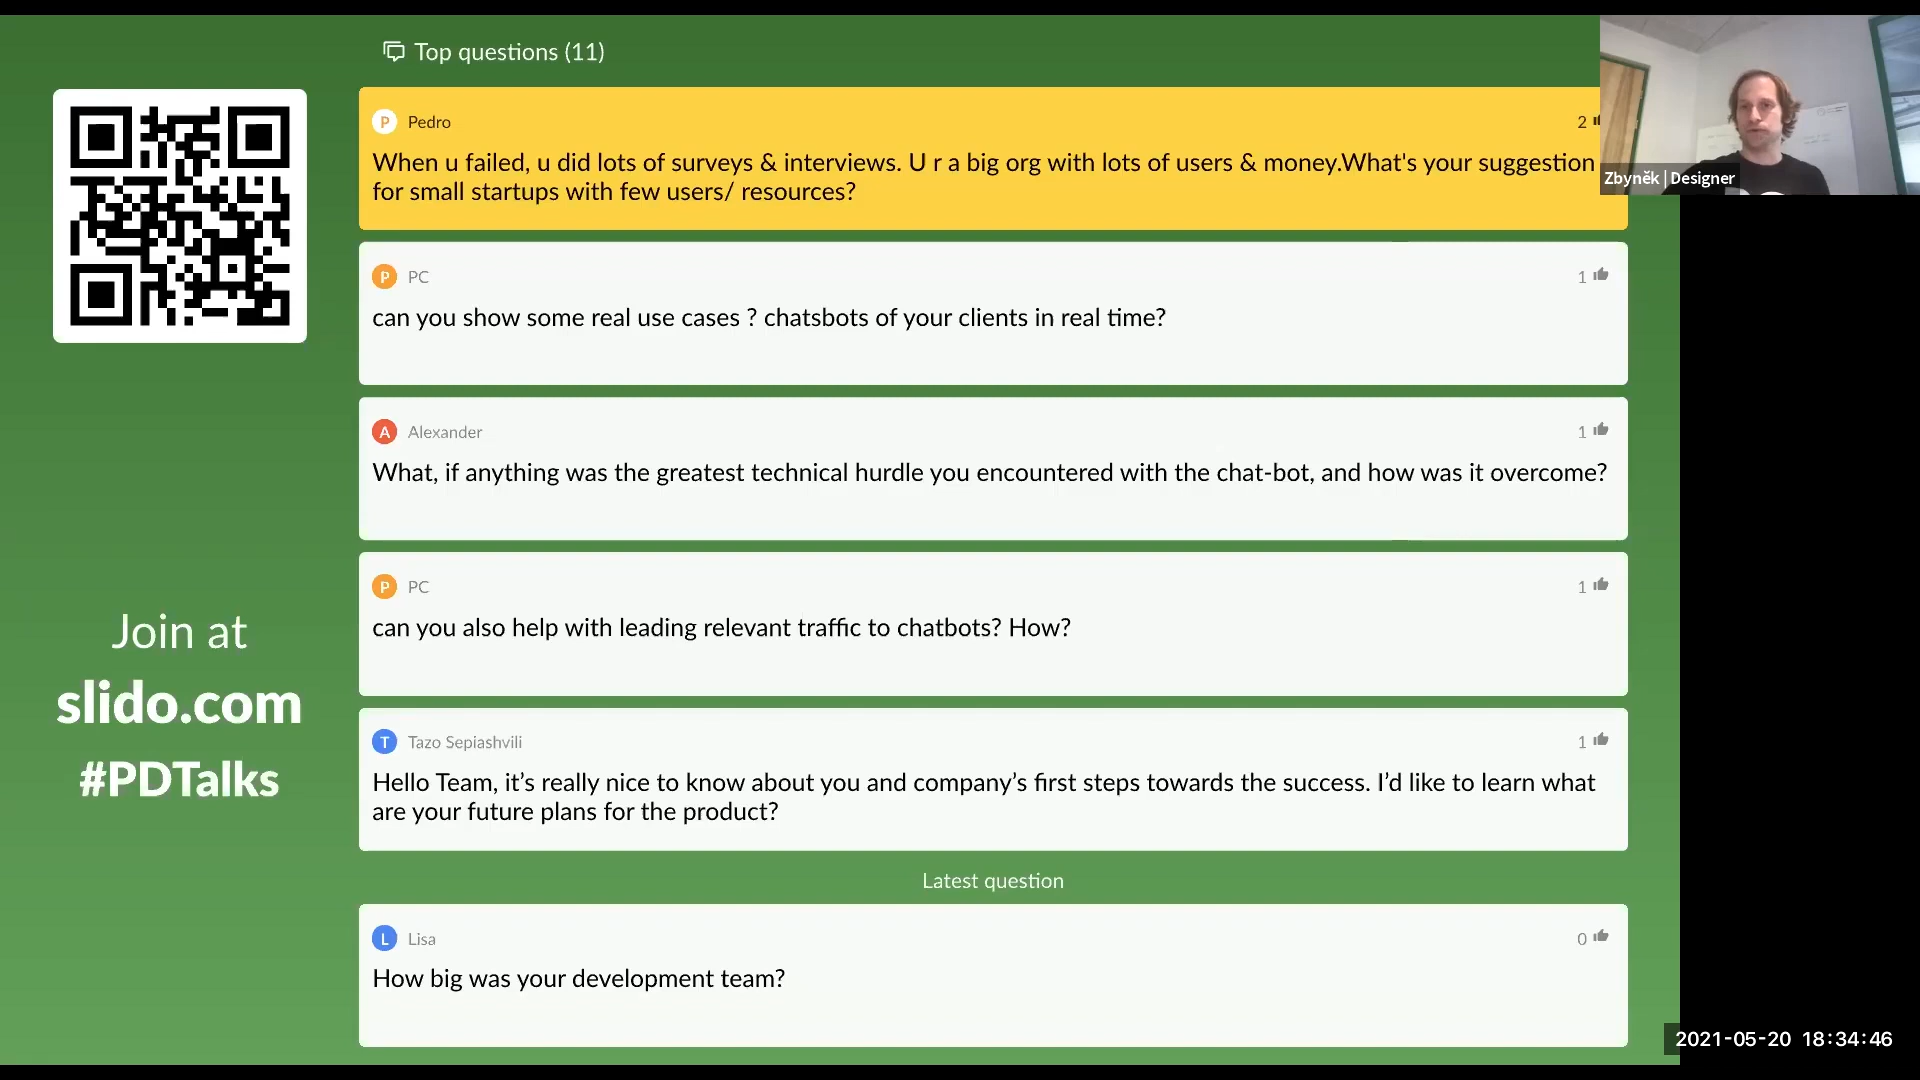 Top questions (11)
P Pedro 2
When u failed, u did lots of surveys & interviews. U r a big org with lots of users & money.What's your suggestion
for small startups with few users/ resources?
Zbyněk | Designer
P PC 1
can you show some real use cases ? chatsbots of your clients in real time?
A Alexander 1
What, if anything was the greatest technical hurdle you encountered with the chat-bot, and how was it overcome?
P PC 1
can you also help with leading relevant traffic to chatbots? How?
T Tazo Sepiashvili 1
Hello Team, it’s really nice to know about you and company’s first steps towards the success. I’d like to learn what
are your future plans for the product?
Latest question
L Lisa 0
How big was your development team?
Join at
slido.com
#PDTalks
2021-05-20 18:34:46